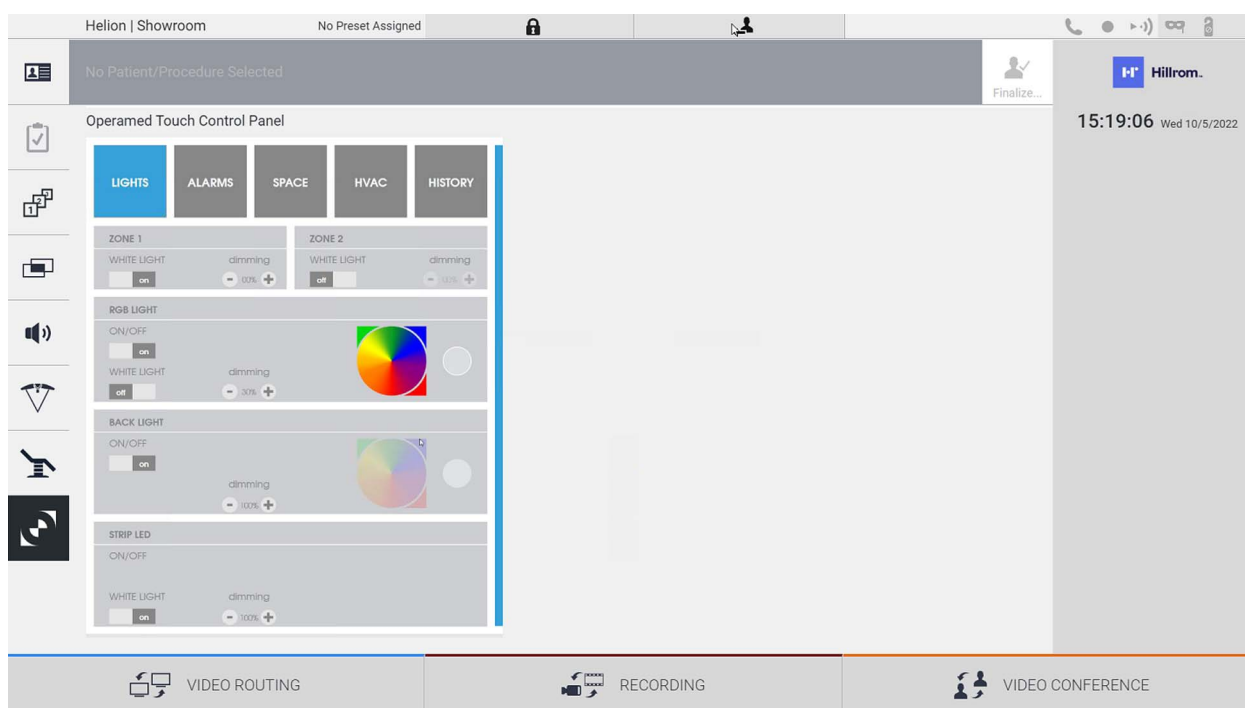 Helion | Showroom
No Preset Assigned
No Patient/Procedure Selected
Finalize...
Hillrom™
15:19:06 Wed 10/5/2022
Operamed Touch Control Panel
LIGHTS
ALARMS
SPACE
HVAC
HISTORY
ZONE 1
WHITE LIGHT
dimming
on
ZONE 2
WHITE LIGHT
dimming
off
RGB LIGHT
ON/OFF
on
WHITE LIGHT
dimming
off
30%
BACK LIGHT
ON/OFF
on
dimming
100%
STRIP LED
ON/OFF
WHITE LIGHT
dimming
on
100%
VIDEO ROUTING
RECORDING
VIDEO CONFERENCE